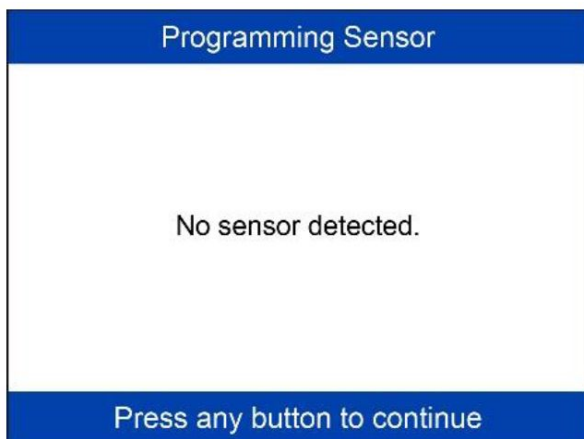 Programming Sensor
No sensor detected.
Press any button to continue